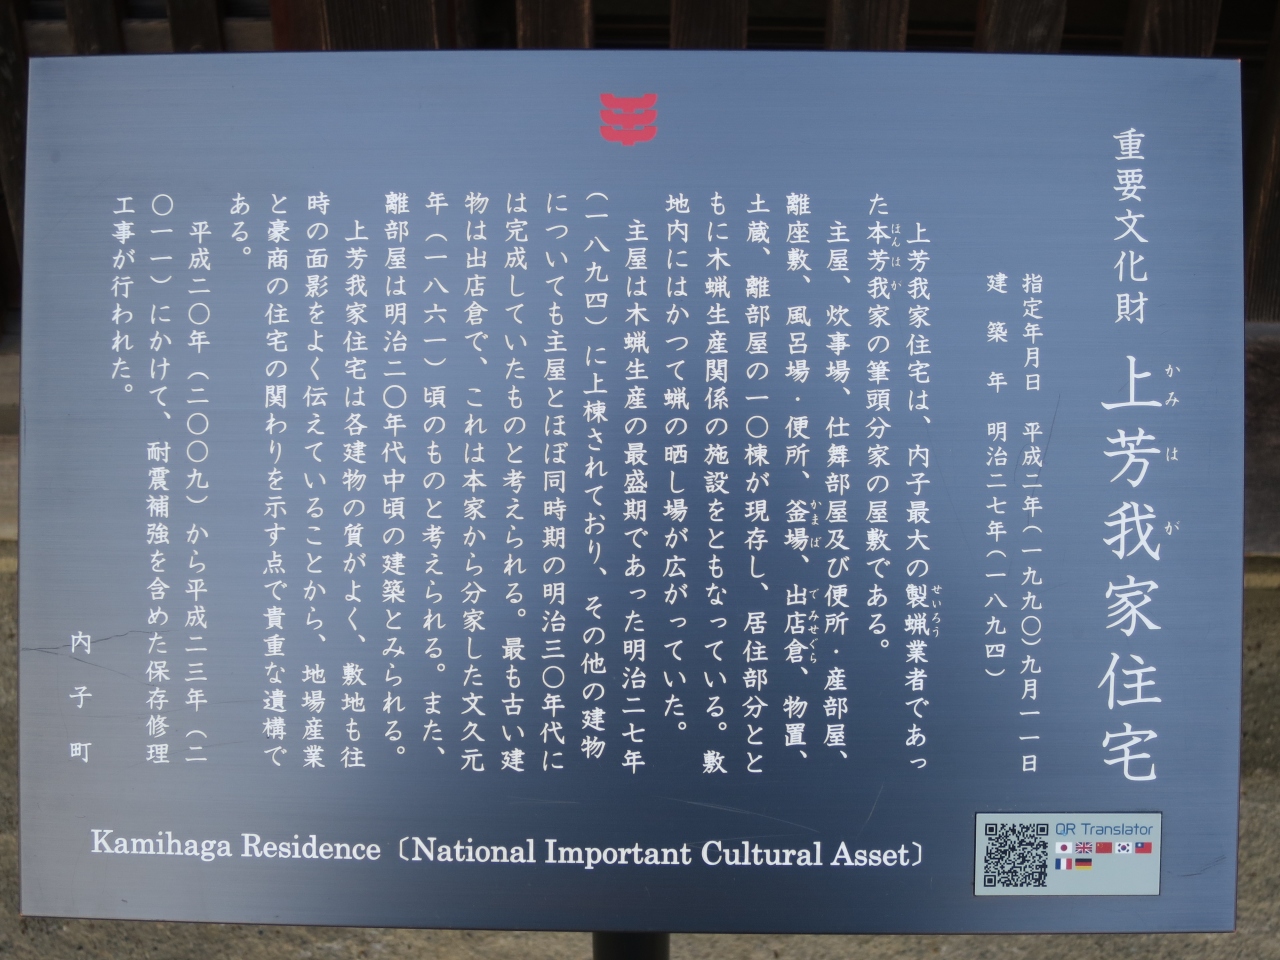 重要文化財 上芳我家住宅
かみ は が
指定年月日 平成二年(一九九〇)九月一一日
建築年 明治二七年(一八九四)
上芳我家住宅は、内子最大の製蝋業者であっ
せいろう
た本芳我家の筆頭分家の屋敷である。
ほんはが
主屋、炊事場、仕舞部屋及び便所・産部屋、
離座敷、風呂場・便所、釜場、出店倉、物置、
かまば でみせぐら
土蔵、離部屋の一〇棟が現存し、居住部分とと
もに木蝋生産関係の施設をともなっている。敷
地内にはかつて蝋の晒し場が広がっていた。
主屋は木蝋生産の最盛期であった明治二七年
(一八九四)に上棟されており、その他の建物
についても主屋とほぼ同時期の明治三〇年代に
は完成していたものと考えられる。最も古い建
物は出店倉で、これは本家から分家した文久元
年(一八六一)頃のものと考えられる。また、
離部屋は明治二〇年代中頃の建築とみられる。
上芳我家住宅は各建物の質がよく、敷地も往
時の面影をよく伝えていることから、地場産業
と豪商の住宅の関わりを示す点で貴重な遺構で
ある。
平成二〇年(二〇〇九)から平成二三年(二
〇一一)にかけて、耐震補強を含めた保存修理
工事が行われた。
内子町
Kamihaga Residence〔National Important Cultural Asset〕
QR Translator